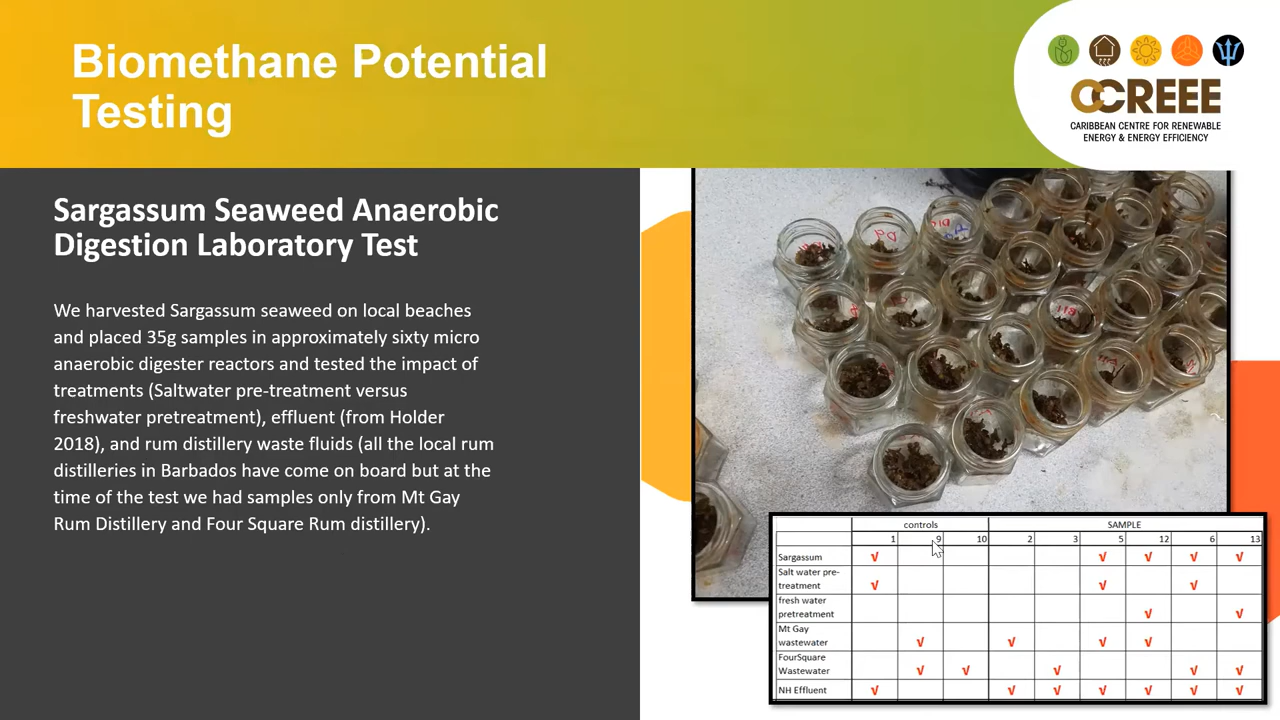 Biomethane Potential
Testing
CCREEE
CARIBBEAN CENTRE FOR RENEWABLE
ENERGY & ENERGY EFFICIENCY
Sargassum Seaweed Anaerobic
Digestion Laboratory Test
We harvested Sargassum seaweed on local beaches
and placed 35g samples in approximately sixty micro
anaerobic digester reactors and tested the impact of
treatments (Saltwater pre-treatment versus
freshwater pretreatment), effluent (from Holder
2018), and rum distillery waste fluids (all the local rum
distilleries in Barbados have come on board but at the
time of the test we had samples only from Mt Gay
Rum Distillery and Four Square Rum distillery).
controls SAMPLE
1 9 10 2 3 5 12 6 13
Sargassum √ √ √ √ √
Salt water pre-
treatment √ √ √
fresh water
pretreatment √ √
Mt Gay
wastewater √ √ √ √
FourSquare
Wastewater √ √ √ √ √
NH Effluent √ √ √ √ √ √ √